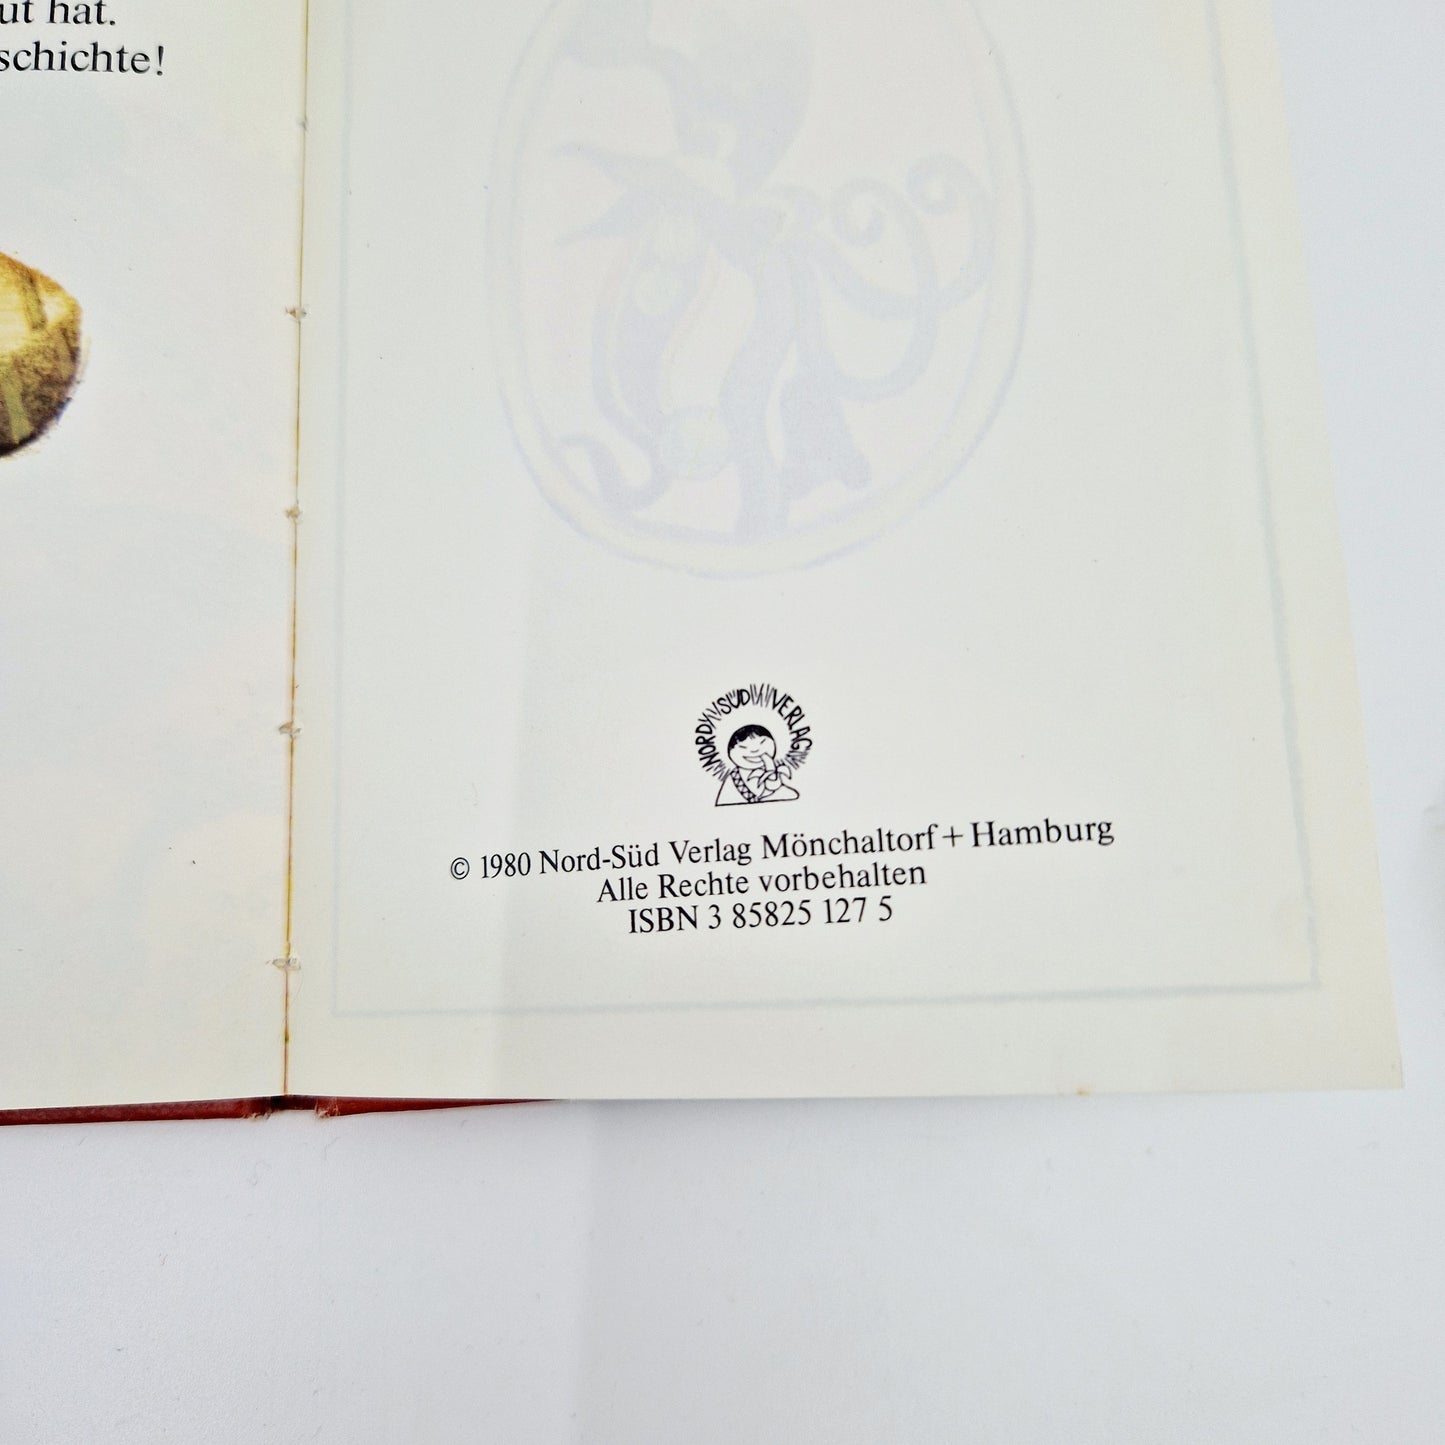 ut hat.
schichte!
NORD SÜD VERLAG
© 1980 Nord-Süd Verlag Mönchaltorf + Hamburg
Alle Rechte vorbehalten
ISBN 3 85825 127 5